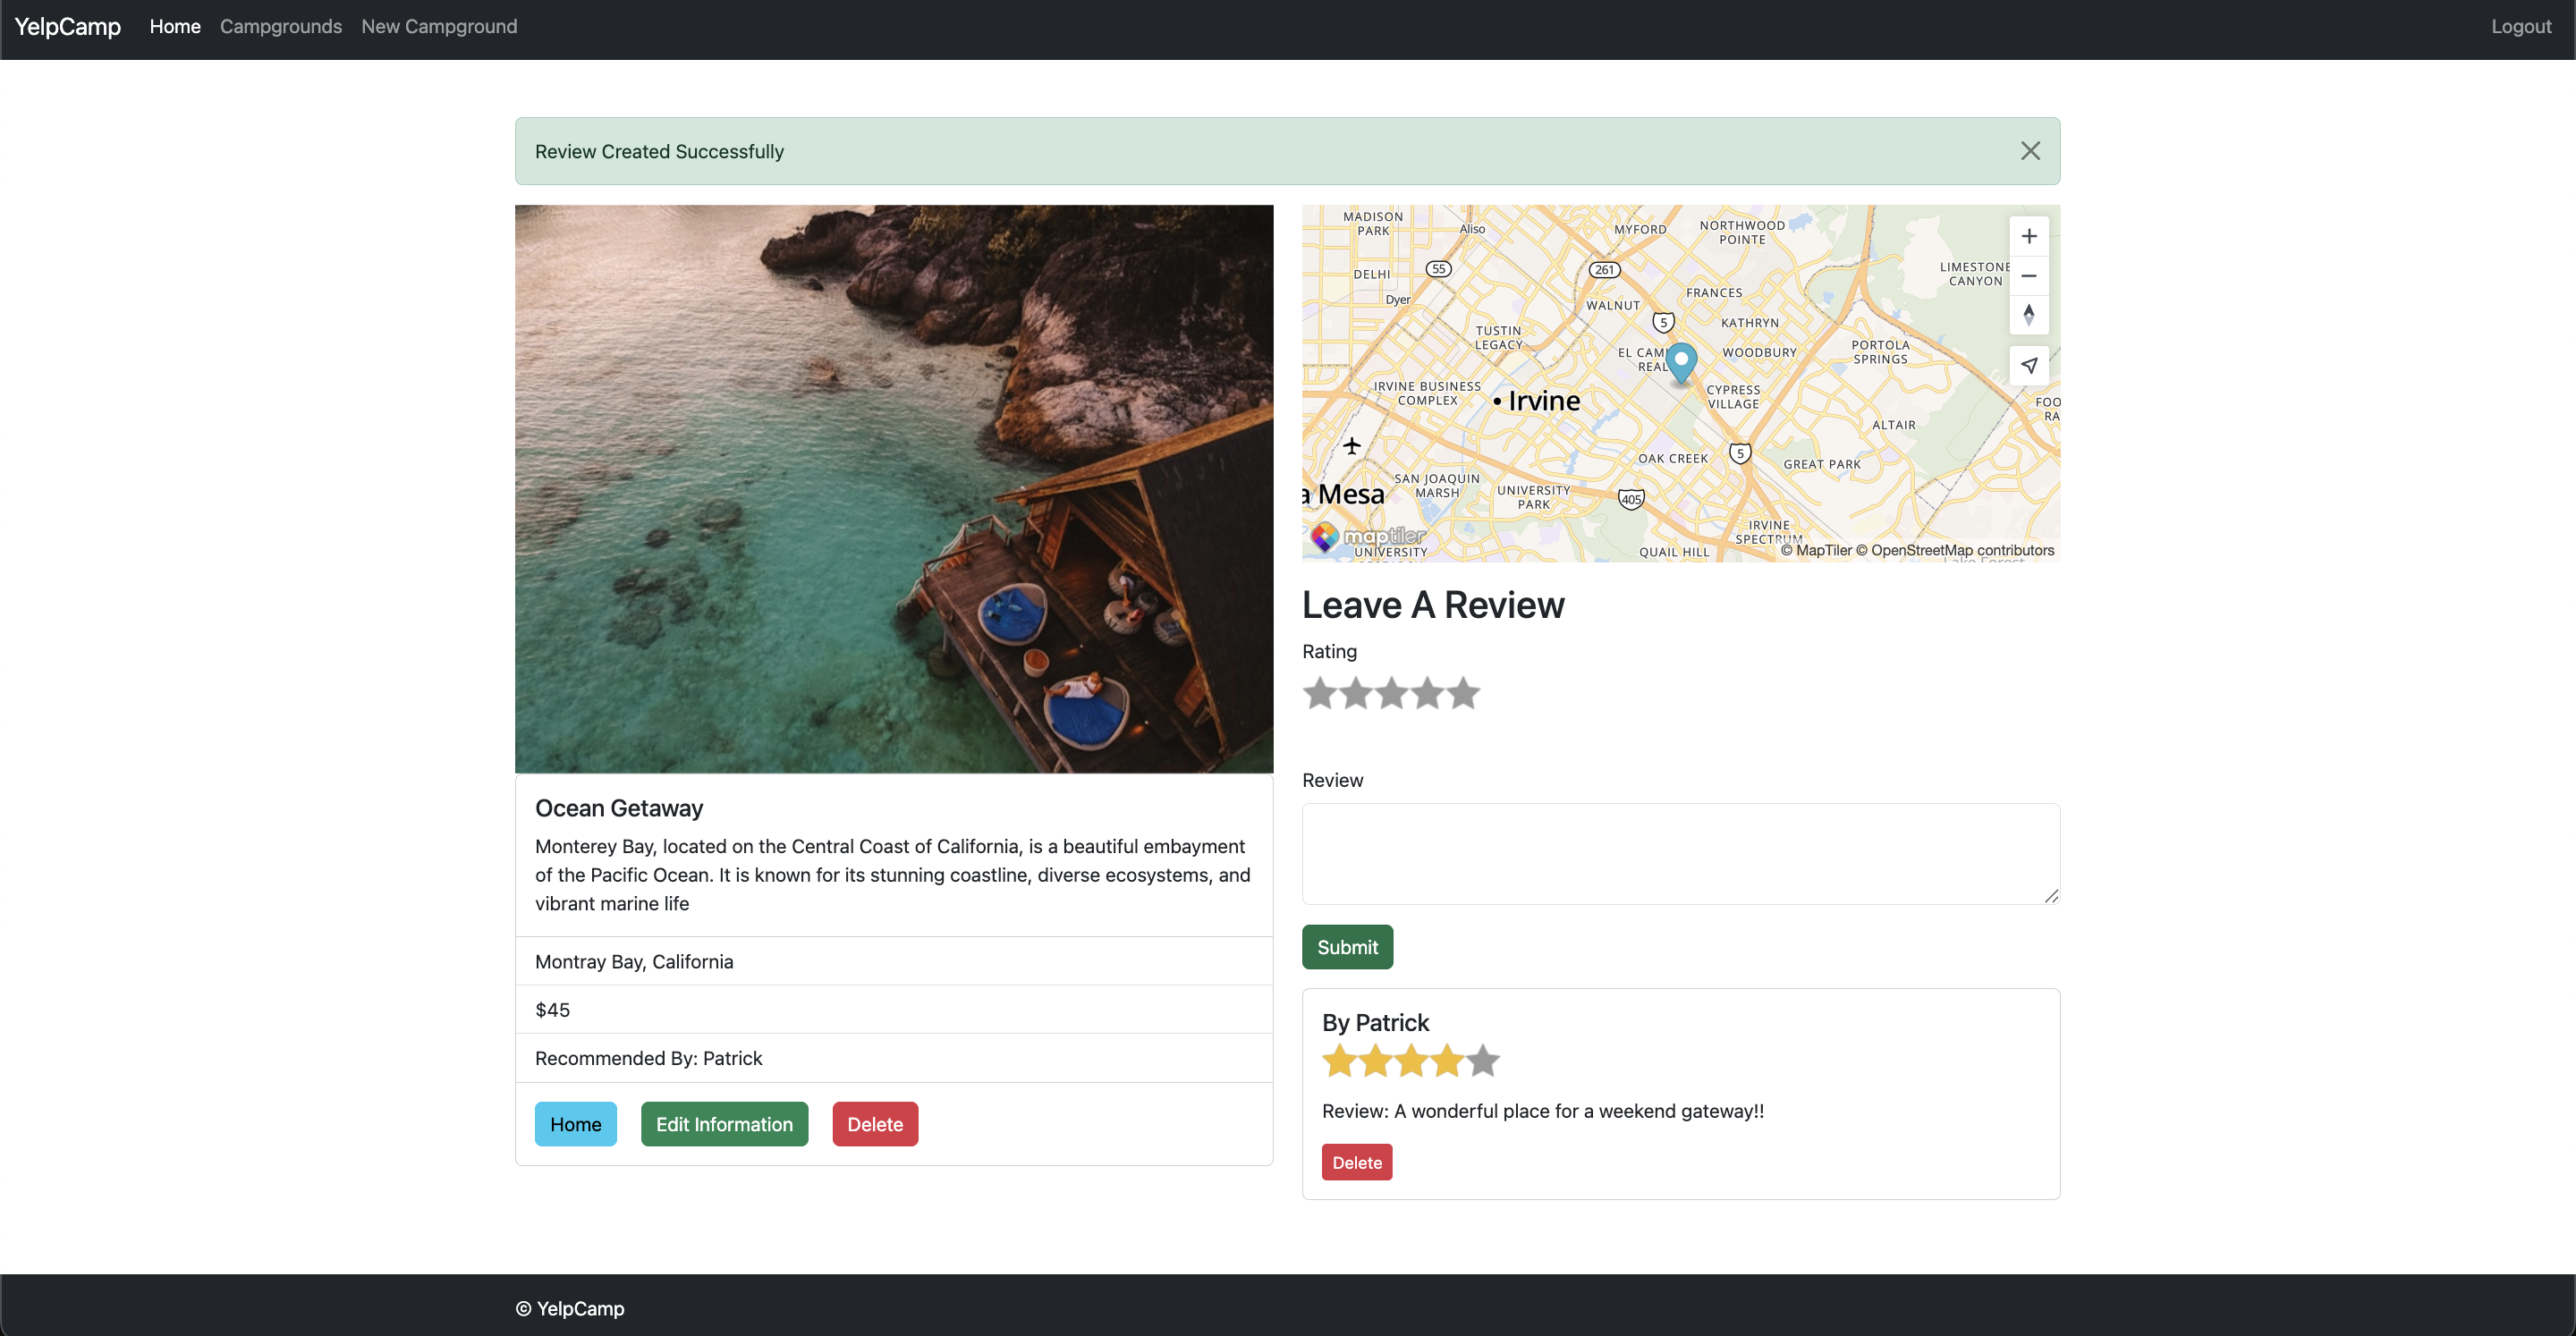 YelpCamp Home Campgrounds New Campground Logout
Review Created Successfully
MADISON
PARK
Aliso
MYFORD
NORTHWOOD
POINTE
DELHI
55
261
LIMESTONE
CANYON
Dyer
WALNUT
FRANCES
5
KATHRYN
TUSTIN
LEGACY
EL CAM
REAL
WOODBURY
PORTOLA
SPRINGS
IRVINE BUSINESS
COMPLEX
CYPRESS
VILLAGE
Irvine
FOO
RA
ALTAIR
OAK CREEK
5
GREAT PARK
SAN JOAQUIN
MARSH
a Mesa
UNIVERSITY
PARK
405
IRVINE
SPECTRUM
maptiler
UNIVERSITY
QUAIL HILL
© MapTiler © OpenStreetMap contributors
Lake Forest
Ocean Getaway
Monterey Bay, located on the Central Coast of California, is a beautiful embayment
of the Pacific Ocean. It is known for its stunning coastline, diverse ecosystems, and
vibrant marine life
Montray Bay, California
$45
Recommended By: Patrick
Home Edit Information Delete
Leave A Review
Rating
Review
Submit
By Patrick
Review: A wonderful place for a weekend gateway!!
Delete
© YelpCamp